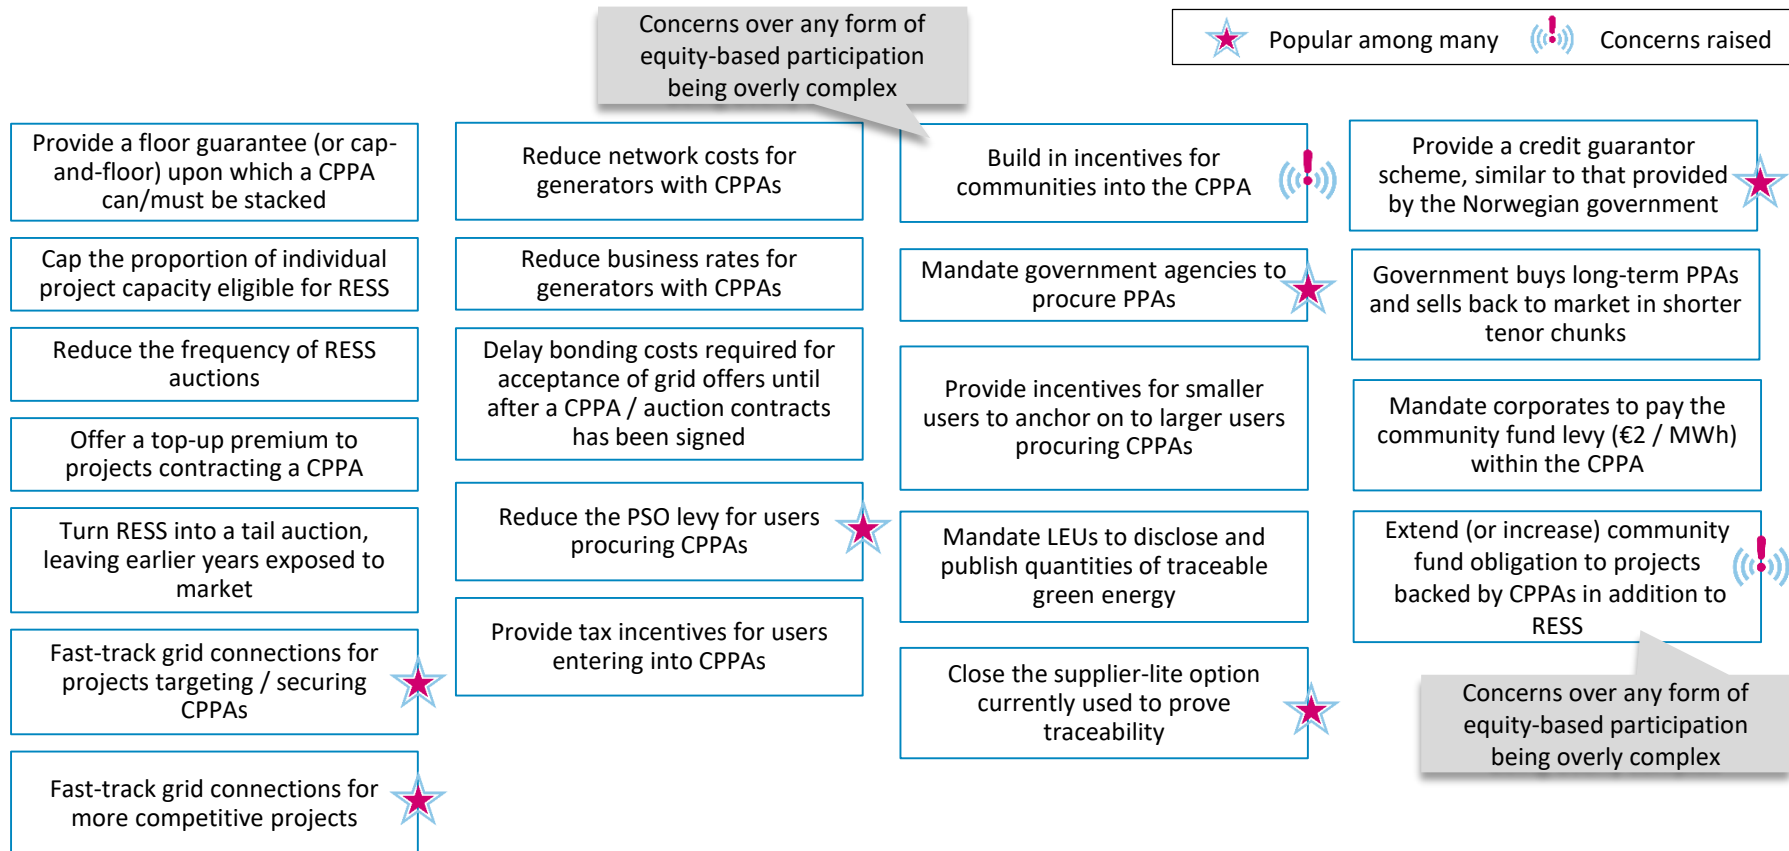 Concerns over any form of
equity-based participation
being overly complex
Popular among many
Concerns raised
Provide a floor guarantee (or cap-
and-floor) upon which a CPPA
can/must be stacked
Cap the proportion of individual
project capacity eligible for RESS
Reduce the frequency of RESS
auctions
Offer a top-up premium to
projects contracting a CPPA
Turn RESS into a tail auction,
leaving earlier years exposed to
market
Fast-track grid connections for
projects targeting / securing
CPPAs
Fast-track grid connections for
more competitive projects
Reduce network costs for
generators with CPPAs
Reduce business rates for
generators with CPPAs
Delay bonding costs required for
acceptance of grid offers until
after a CPPA / auction contracts
has been signed
Reduce the PSO levy for users
procuring CPPAs
Provide tax incentives for users
entering into CPPAs
Build in incentives for
communities into the CPPA
Mandate government agencies to
procure PPAs
Provide incentives for smaller
users to anchor on to larger users
procuring CPPAs
Mandate LEUs to disclose and
publish quantities of traceable
green energy
Close the supplier-lite option
currently used to prove
traceability
Provide a credit guarantor
scheme, similar to that provided
by the Norwegian government
Government buys long-term PPAs
and sells back to market in shorter
tenor chunks
Mandate corporates to pay the
community fund levy (€2 / MWh)
within the CPPA
Extend (or increase) community
fund obligation to projects
backed by CPPAs in addition to
RESS
Concerns over any form of
equity-based participation
being overly complex